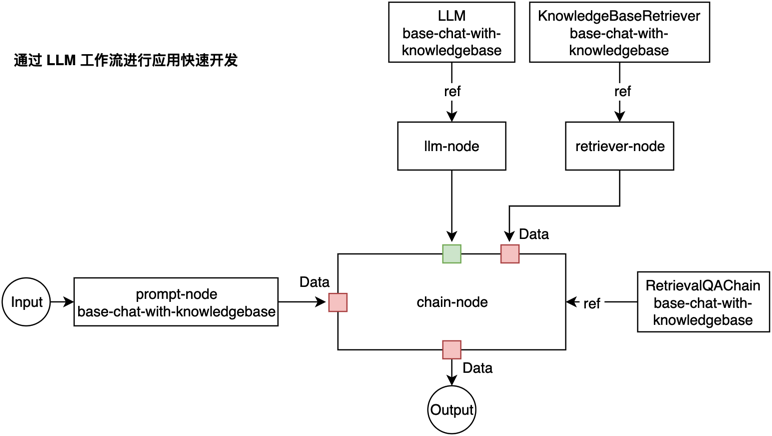 LLM
base-chat-with-
knowledgebase
KnowledgeBaseRetriever
base-chat-with-
knowledgebase
通过 LLM 工作流进行应用快速开发
ref
ref
llm-node
retriever-node
Data
Input
prompt-node
base-chat-with-knowledgebase
Data
chain-node
ref
RetrievalQAChain
base-chat-with-
knowledgebase
Data
Output